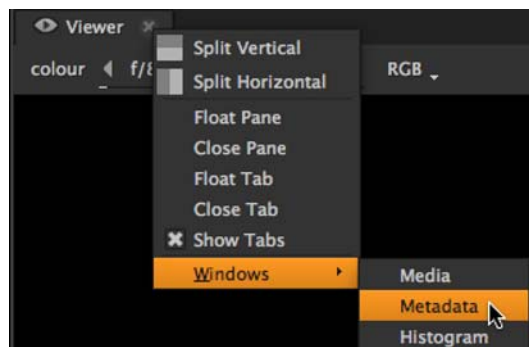 Viewer
Split Vertical
colour f/8 RGB
Split Horizontal
Float Pane
Close Pane
Float Tab
Close Tab
Show Tabs
Windows Media
Metadata
Histogram